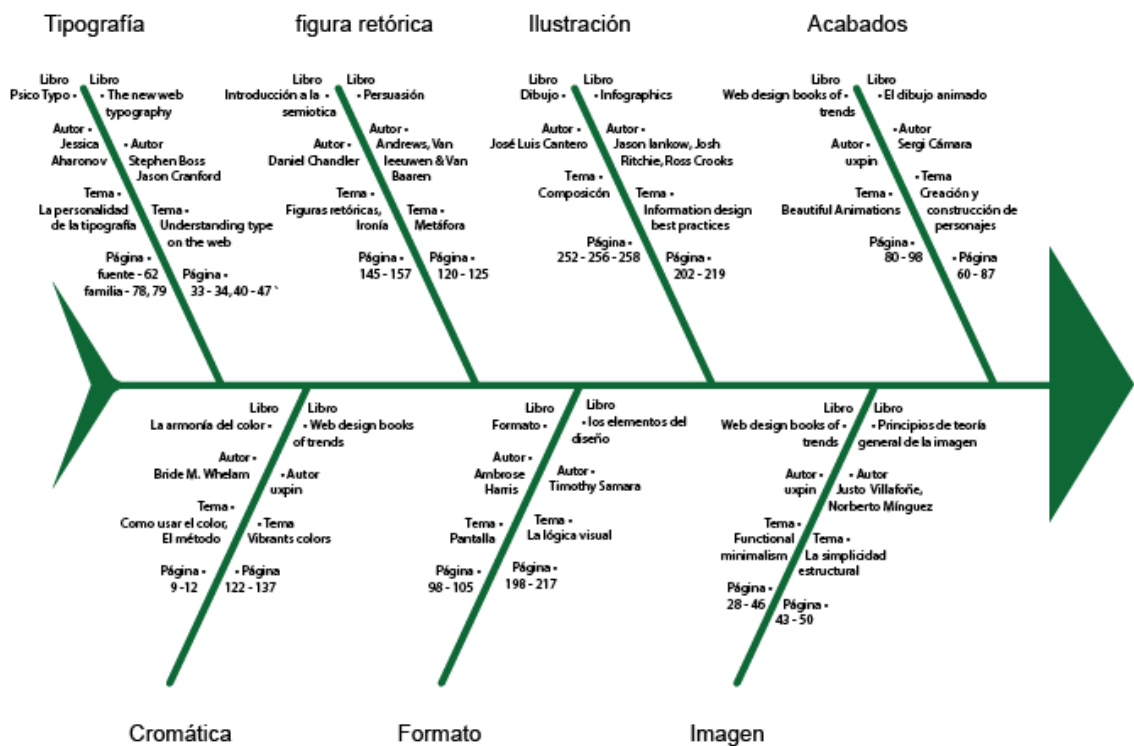 Tipografía
Libro
Psico Typo •
Autor •
Jessica
Aharonov
Tema •
La personalidad
de la tipografía
Página •
fuente - 62
familia - 78, 79
Libro
• The new web
typography
• Autor
Stephen Boss
Jason Cranford
Tema •
Understanding type
on the web
Página •
33 - 34, 40 - 47 `
figura retórica
Libro
Introducción a la •
semiotica
Autor •
Daniel Chandler
Tema •
Figuras retóricas,
Ironía
Página •
145 - 157
Libro
• Persuasión
Autor •
Andrews, Van
leeuwen & Van
Baaren
Tema •
Metáfora
Página •
120 - 125
Ilustración
Libro
Dibujo •
Autor •
José Luis Cantero
Tema •
Composicón
Página •
252 - 256 - 258
Libro
• Infographics
Autor •
Jason Iankow, Josh
Ritchie, Ross Crooks
Tema •
Information design
best practices
Página •
202 - 219
Acabados
Libro
Web design books of •
trends
Autor •
uxpin
Tema •
Beautiful Animations
Página •
80 - 98
Libro
• El dibujo animado
• Autor
Sergi Cámara
• Tema
Creación y
construcción de
personajes
• Página
60 - 87
Libro
La armonía del color •
Autor •
Bride M. Whelam
Tema •
Como usar el color,
El método
Página •
9 -12
Libro
• Web design books
of trends
• Autor
uxpin
• Tema
Vibrants colors
• Página
122 - 137
Cromática
Libro
Formato •
Autor •
Ambrose
Harris
Tema •
Pantalla
Página •
98 - 105
Libro
• los elementos del
diseño
Autor •
Timothy Samara
Tema •
La lógica visual
Página •
198 - 217
Formato
Libro
Web design books of •
trends
Autor •
uxpin
Tema •
Functional
minimalism
Página •
28 - 46
Libro
• Principios de teoría
general de la imagen
• Autor
Justo Villafoñe,
Norberto Mínguez
Tema •
La simplicidad
estructural
Página •
43 - 50
Imagen